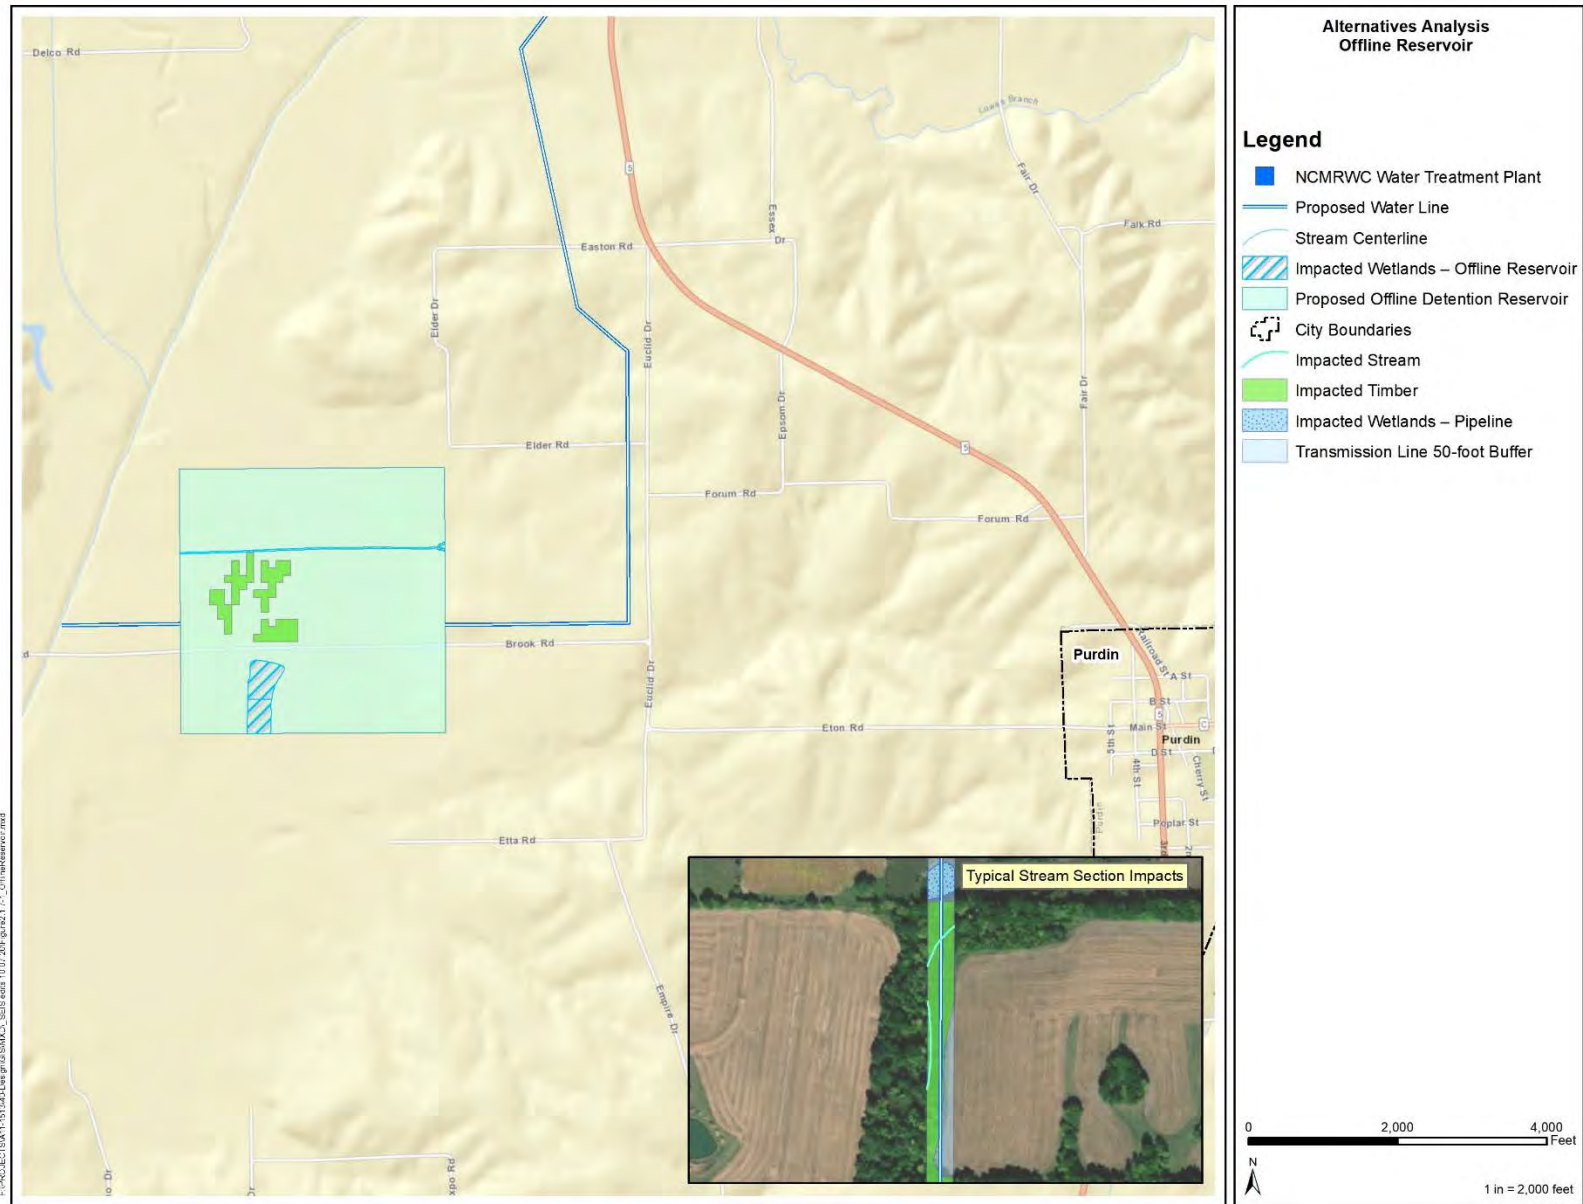 Delco Rd
5
Essex
Dr
Easton Rd
Lowen Branch
Fair Dr
Falk Rd
Elder Dr
Euclid Dr
Epsom Dr
Fair Dr
5
Elder Rd
Forum Rd
Forum Rd
Brook Rd
Euclid Dr
Purdin
Railroad St
A St
B St
5
C
Eton Rd
Main St
Purdin
5th St
D St
4th St
Cherry St
Poplar St
Purdin
Etta Rd
Empire Dr
Typical Stream Section Impacts
Alternatives Analysis
Offline Reservoir
Legend
NCMRWC Water Treatment Plant
Proposed Water Line
Stream Centerline
Impacted Wetlands – Offline Reservoir
Proposed Offline Detention Reservoir
City Boundaries
Impacted Stream
Impacted Timber
Impacted Wetlands – Pipeline
Transmission Line 50-foot Buffer
0 2,000 4,000
Feet
N
1 in = 2,000 feet